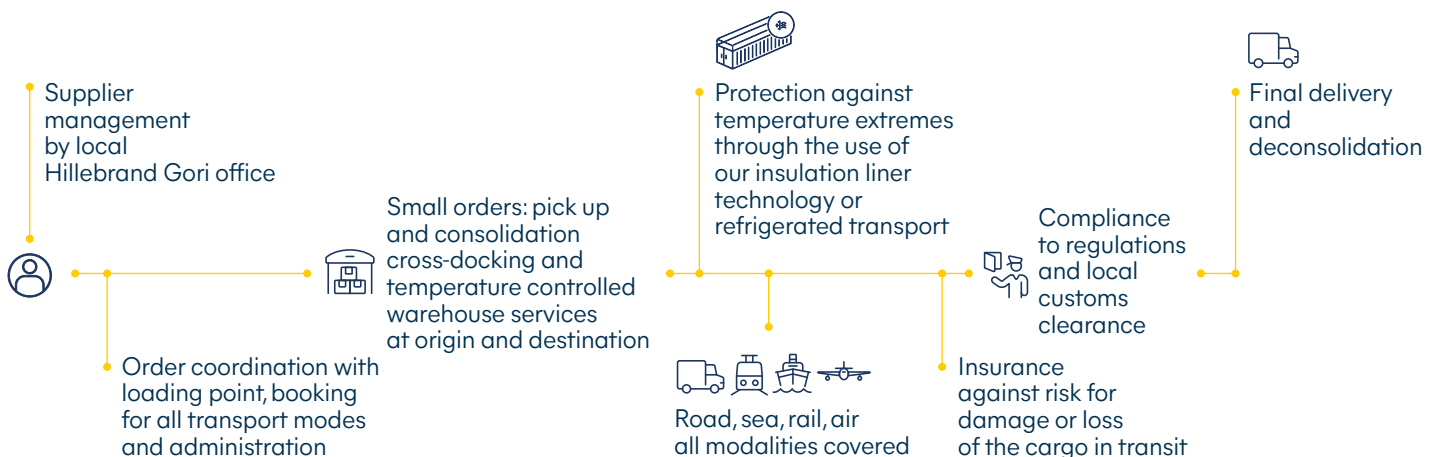 Supplier
management
by local
Hillebrand Gori office
Order coordination with
loading point, booking
for all transport modes
and administration
Small orders: pick up
and consolidation
cross-docking and
temperature controlled
warehouse services
at origin and destination
Protection against
temperature extremes
through the use of
our insulation liner
technology or
refrigerated transport
Road, sea, rail, air
all modalities covered
Insurance
against risk for
damage or loss
of the cargo in transit
Compliance
to regulations
and local
customs
clearance
Final delivery
and
deconsolidation